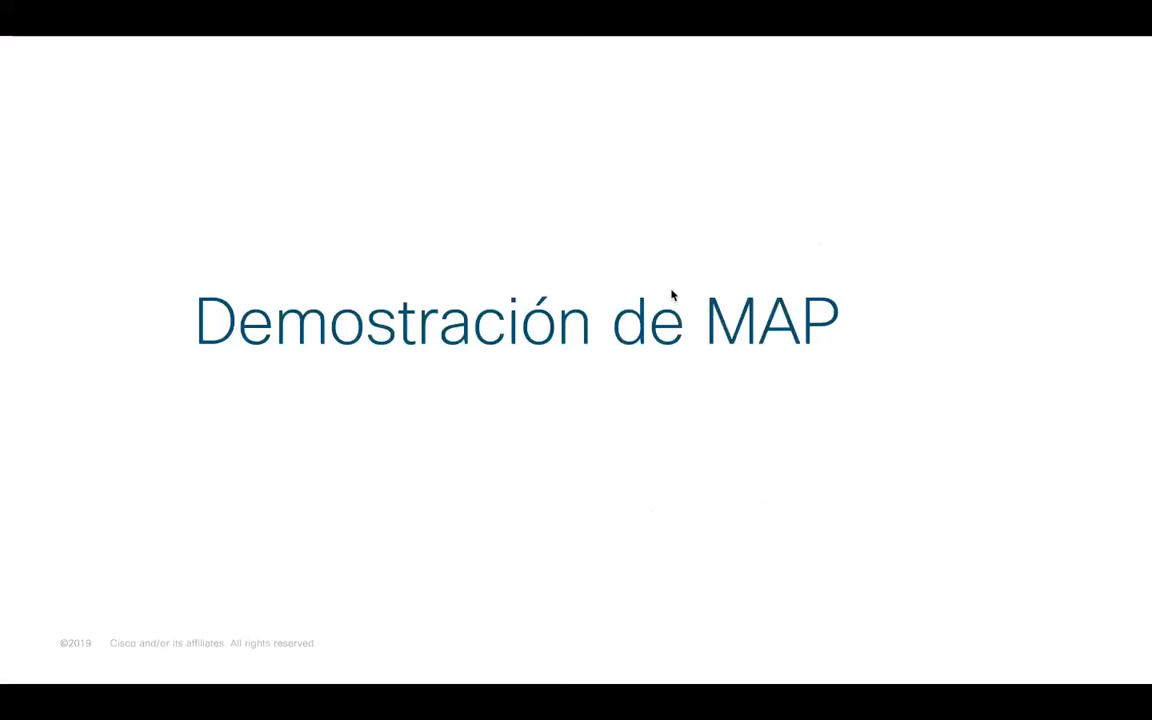 Demostración de MAP
©2019 Cisco and/or its affiliates. All rights reserved.